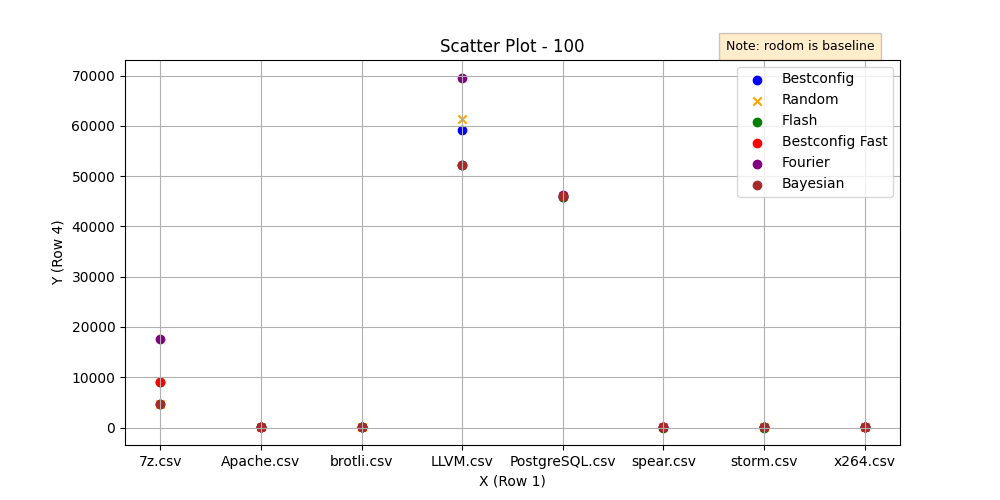 Scatter Plot - 100
Note: rodom is baseline
Bestconfig
Random
Flash
Bestconfig Fast
Fourier
Bayesian
Y (Row 4)
70000
60000
50000
40000
30000
20000
10000
0
7z.csv Apache.csv brotli.csv LLVM.csv PostgreSQL.csv spear.csv storm.csv x264.csv
X (Row 1)